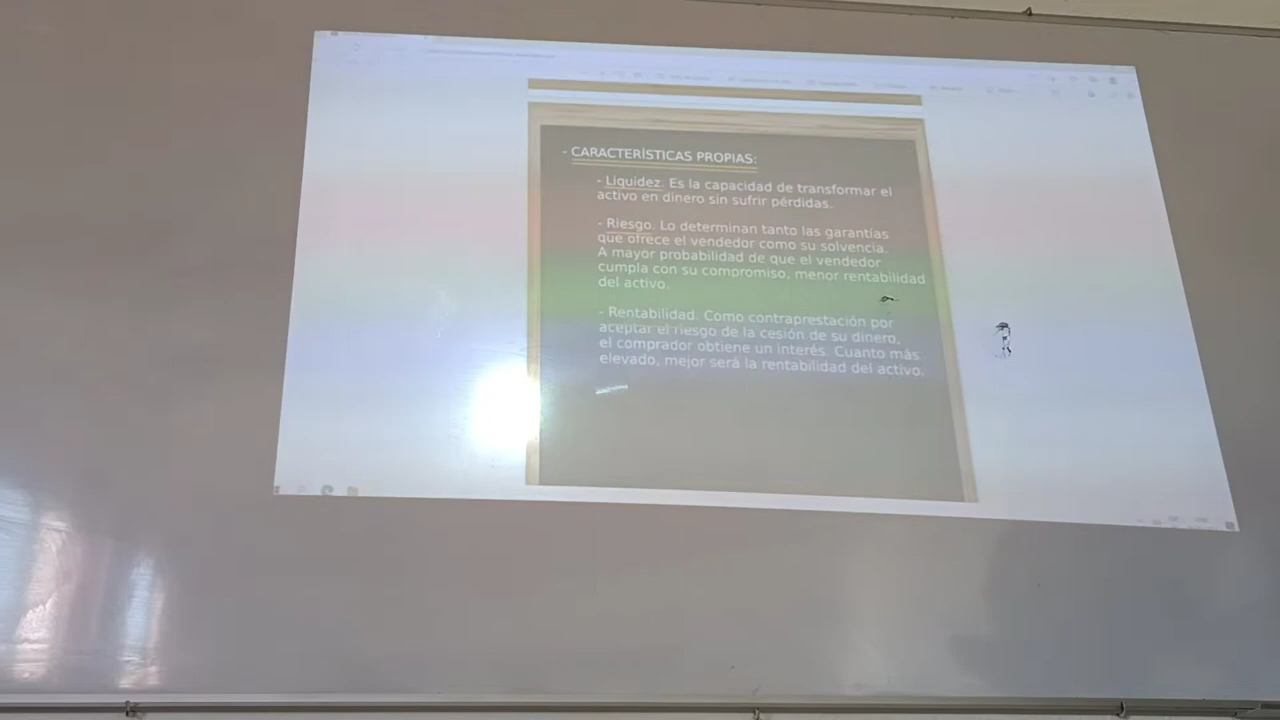 - CARACTERÍSTICAS PROPIAS:
- Liquidez. Es la capacidad de transformar el
activo en dinero sin sufrir pérdidas.
- Riesgo. Lo determinan tanto las garantías
que ofrece el vendedor como su solvencia.
A mayor probabilidad de que el vendedor
cumpla con su compromiso, menor rentabilidad
del activo.
- Rentabilidad. Como contraprestación por
aceptar el riesgo de la cesión de su dinero,
el comprador obtiene un interés. Cuanto más
elevado, mejor será la rentabilidad del activo.